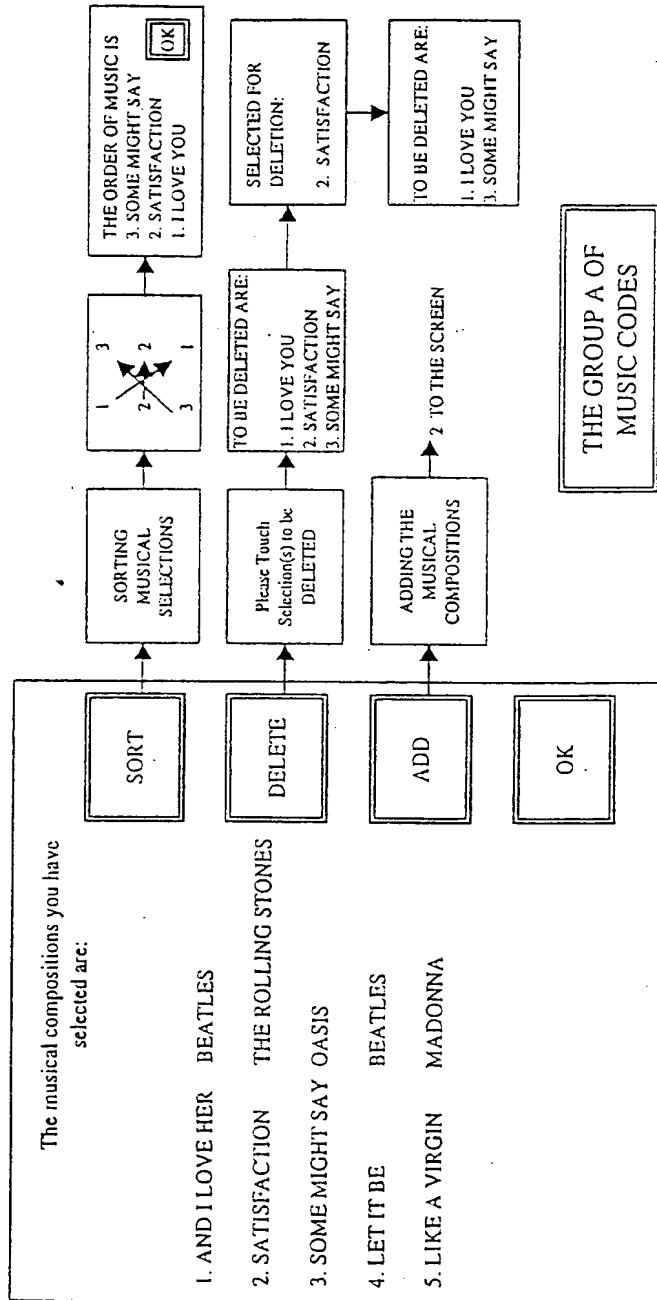 The musical compositions you have
selected are:
1. AND I LOVE HER BEATLES
2. SATISFACTION THE ROLLING STONES
3. SOME MIGHT SAY OASIS
4. LET IT BE BEATLES
5. LIKE A VIRGIN MADONNA
SORT
DELETE
ADD
OK
SORTING
MUSICAL
SELECTIONS
1 3
2 2
3 1
THE ORDER OF MUSIC IS
3. SOME MIGHT SAY
2. SATISFACTION
1. I LOVE YOU
OK
Please Touch
Selection(s) to be
DELETED
TO BE DELETED ARE:
1. I LOVE YOU
2. SATISFACTION
3. SOME MIGHT SAY
SELECTED FOR
DELETION:
2. SATISFACTION
TO BE DELETED ARE:
1. I LOVE YOU
3. SOME MIGHT SAY
ADDING THE
MUSICAL
COMPOSITIONS
2 TO THE SCREEN
THE GROUP A OF
MUSIC CODES